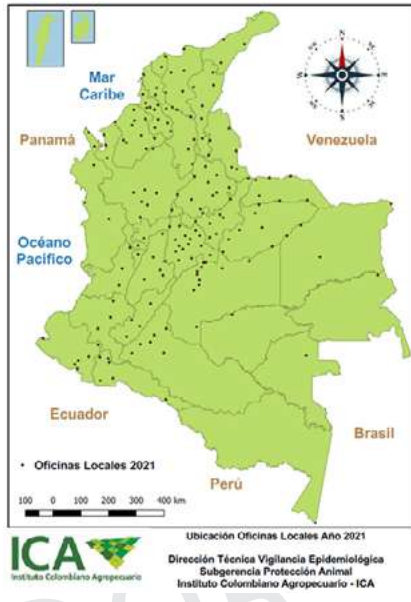 Mar
Caribe
Panamá
Venezuela
Océano
Pacifico
Ecuador
Brasil
Perú
• Oficinas Locales 2021
100 0 100 200 300 400 km
ICA
Instituto Colombiano Agropecuario
Ubicación Oficinas Locales Año 2021
Dirección Técnica Vigilancia Epidemiológica
Subgerencia Protección Animal
Instituto Colombiano Agropecuario - ICA